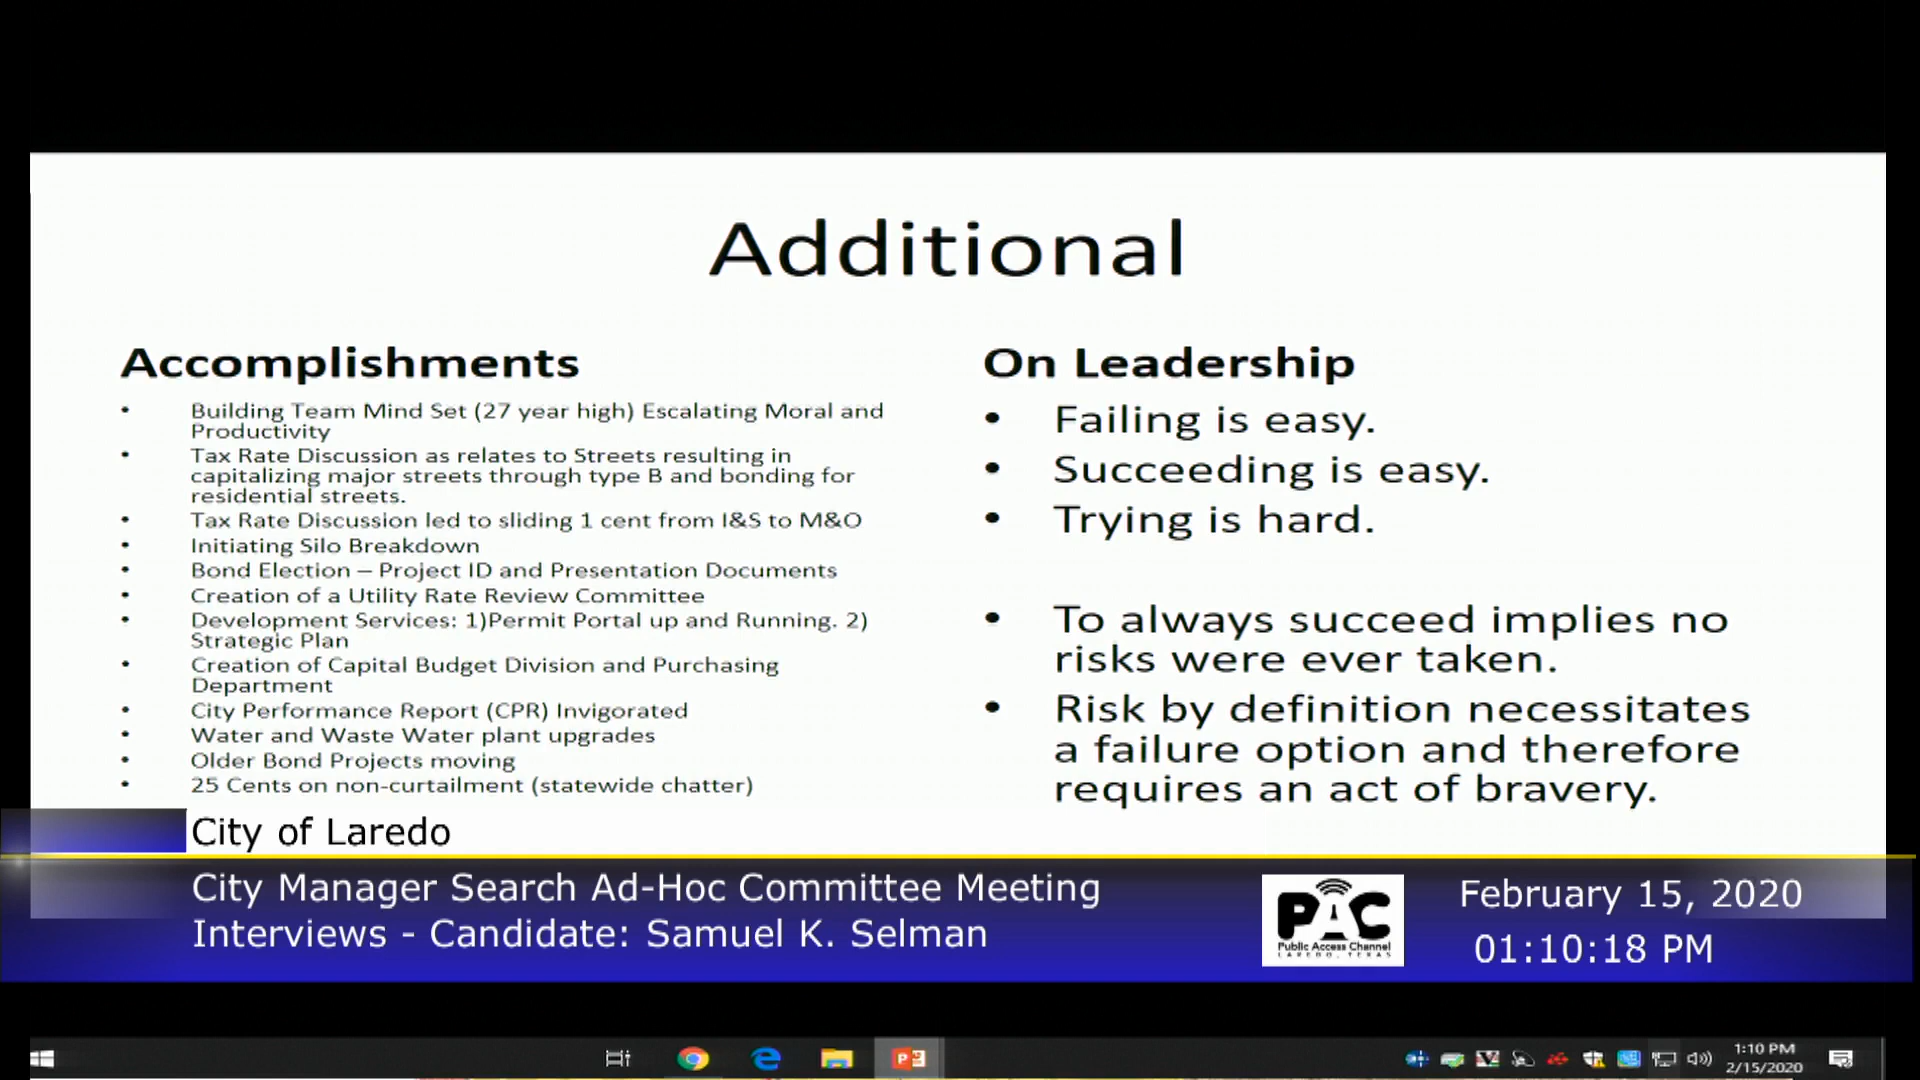 Additional
Accomplishments
• Building Team Mind Set (27 year high) Escalating Moral and
Productivity
• Tax Rate Discussion as relates to Streets resulting in
capitalizing major streets through type B and bonding for
residential streets.
• Tax Rate Discussion led to sliding 1 cent from I&S to M&O
• Initiating Silo Breakdown
• Bond Election – Project ID and Presentation Documents
• Creation of a Utility Rate Review Committee
• Development Services: 1)Permit Portal up and Running. 2)
Strategic Plan
• Creation of Capital Budget Division and Purchasing
Department
• City Performance Report (CPR) Invigorated
• Water and Waste Water plant upgrades
• Older Bond Projects moving
• 25 Cents on non-curtailment (statewide chatter)
On Leadership
• Failing is easy.
• Succeeding is easy.
• Trying is hard.
• To always succeed implies no
risks were ever taken.
• Risk by definition necessitates
a failure option and therefore
requires an act of bravery.
City of Laredo
City Manager Search Ad-Hoc Committee Meeting
Interviews - Candidate: Samuel K. Selman
PAC
Public Access Channel
LAREDO, TEXAS
February 15, 2020
01:10:18 PM
1:10 PM
2/15/2020